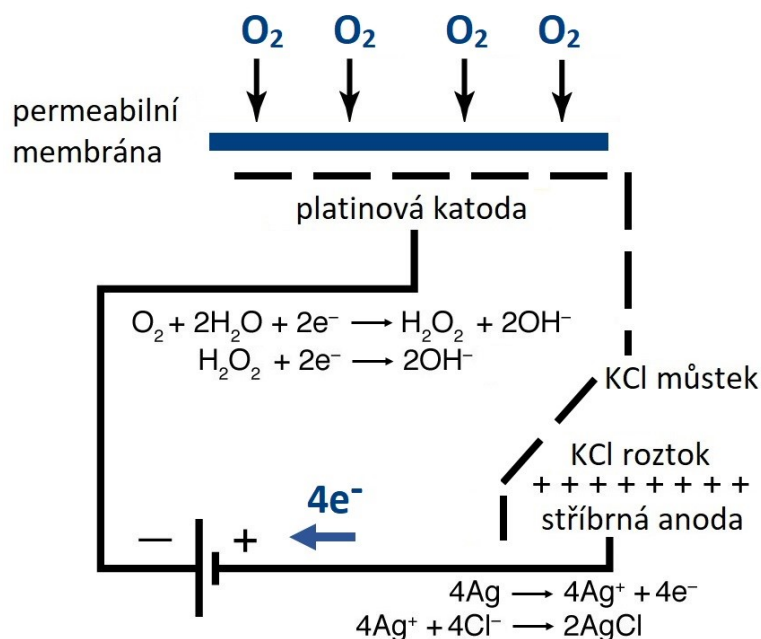 O₂ O₂ O₂ O₂
permeabilní
membrána
platinová katoda
O₂ + 2H₂O + 2e⁻ ⟶ H₂O₂ + 2OH⁻
H₂O₂ + 2e⁻ ⟶ 2OH⁻
KCl můstek
KCl roztok
+ + + + + + + +
stříbrná anoda
4e⁻
— +
4Ag ⟶ 4Ag⁺ + 4e⁻
4Ag⁺ + 4Cl⁻ ⟶ 2AgCl